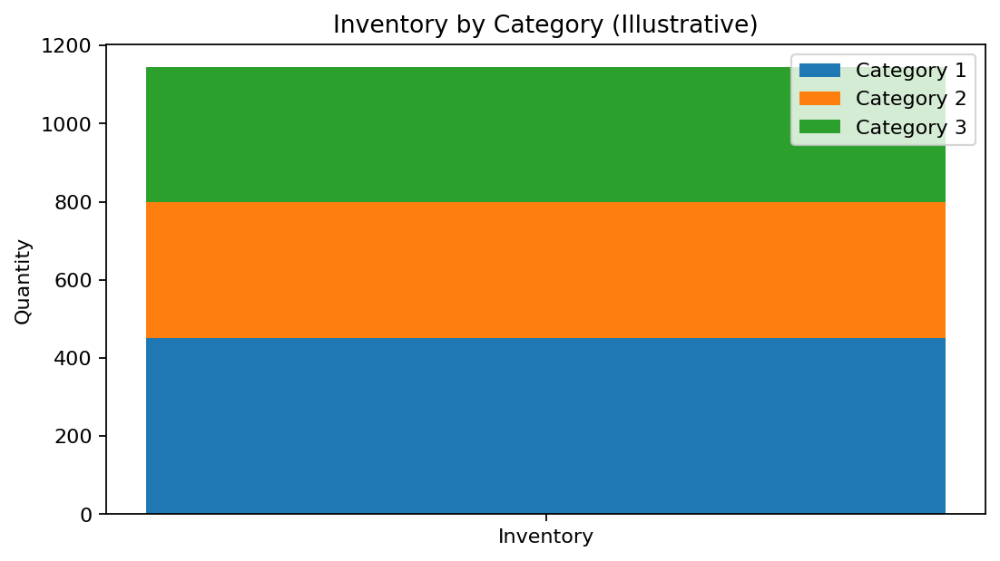 Inventory by Category (Illustrative)
1200
1000
800
600
400
200
0
Quantity
Category 1
Category 2
Category 3
Inventory